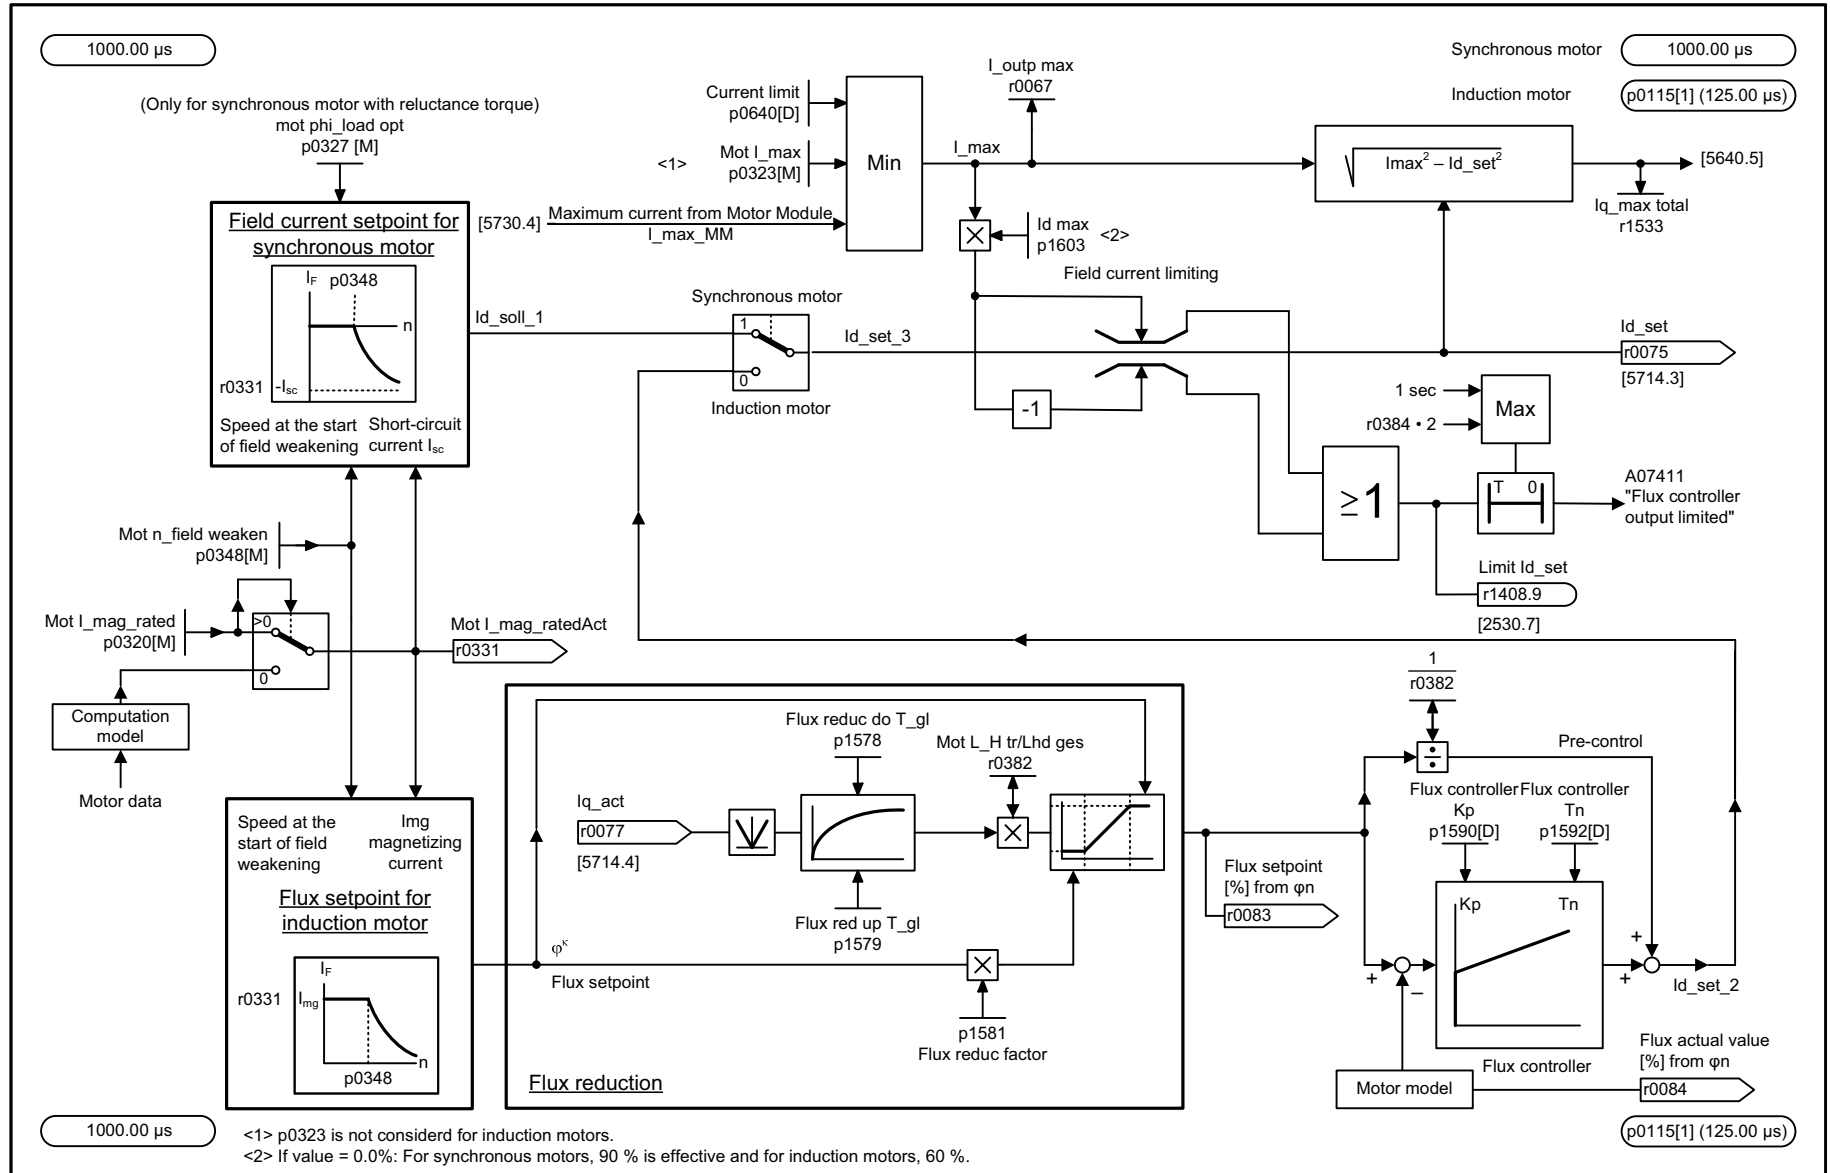 1000.00 µs
Synchronous motor
1000.00 µs
Induction motor
p0115[1] (125.00 µs)
(Only for synchronous motor with reluctance torque)
mot phi_load opt
p0327 [M]
Current limit
p0640[D]
<1>
Mot I_max
p0323[M]
[5730.4]
Maximum current from Motor Module
I_max_MM
Min
I_outp max
r0067
I_max
Id max
p1603
<2>
√ Imax² – Id_set²
[5640.5]
Iq_max total
r1533
Field current setpoint for
synchronous motor
I_F
p0348
n
r0331
-I_sc
Speed at the start
of field weakening
Short-circuit
current I_sc
Id_soll_1
Synchronous motor
1
0
Induction motor
Id_set_3
Field current limiting
-1
Id_set
r0075
[5714.3]
1 sec
r0384 • 2
Max
≥1
T
0
A07411
"Flux controller
output limited"
Limit Id_set
r1408.9
[2530.7]
Mot n_field weaken
p0348[M]
Mot I_mag_rated
p0320[M]
>0
0
Mot I_mag_ratedAct
r0331
Computation
model
Motor data
Speed at the
start of field
weakening
Img
magnetizing
current
Flux setpoint for
induction motor
I_F
r0331
I_mg
n
p0348
Flux reduc do T_gl
p1578
Mot L_H tr/Lhd ges
r0382
Iq_act
r0077
[5714.4]
Flux red up T_gl
p1579
φ^κ
Flux setpoint
p1581
Flux reduc factor
Flux reduction
1
r0382
÷
Pre-control
Flux controller
Kp
p1590[D]
Flux controller
Tn
p1592[D]
Flux setpoint
[%] from φn
r0083
Kp
Tn
+
–
+
+
Id_set_2
Flux controller
Motor model
Flux actual value
[%] from φn
r0084
1000.00 µs
<1> p0323 is not considerd for induction motors.
<2> If value = 0.0%: For synchronous motors, 90 % is effective and for induction motors, 60 %.
p0115[1] (125.00 µs)